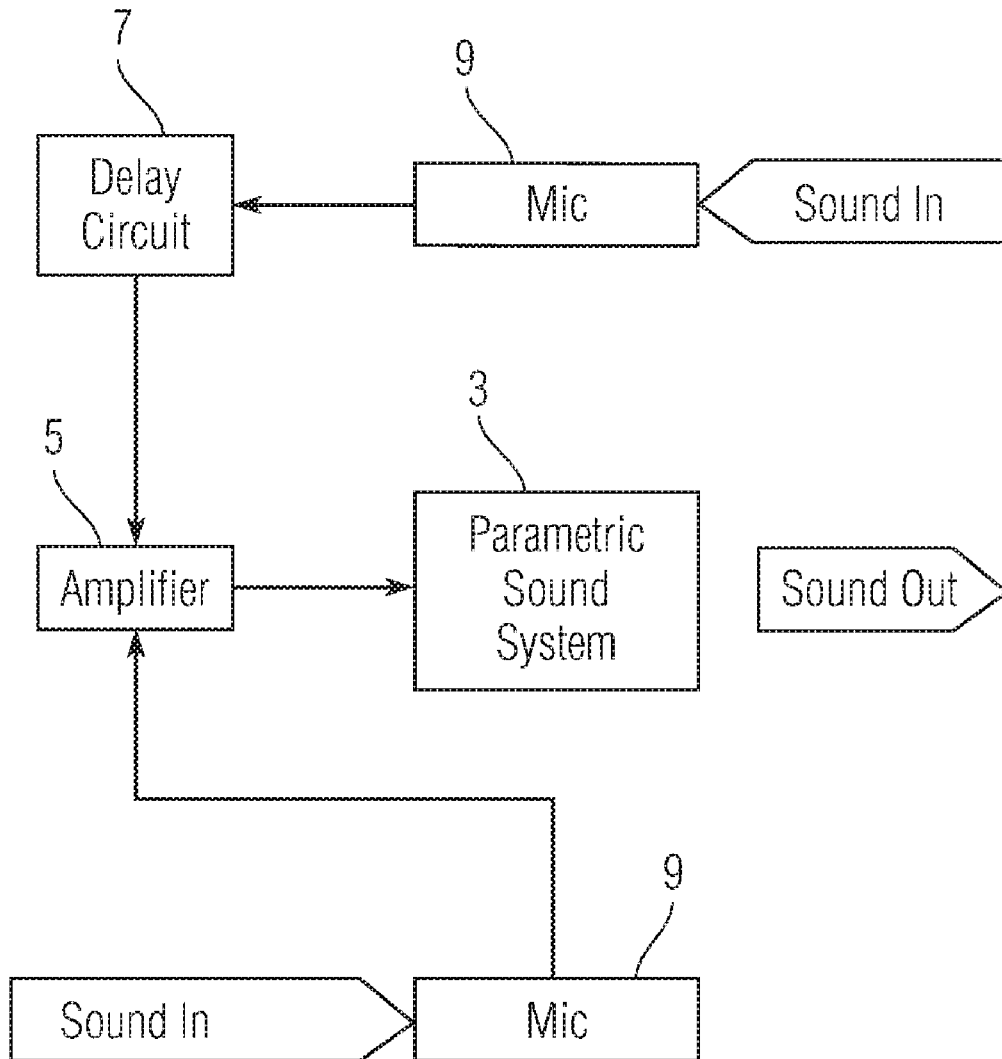 7
9
Delay
Circuit
Mic
Sound In
3
5
Parametric
Sound
System
Amplifier
Sound Out
9
Sound In
Mic